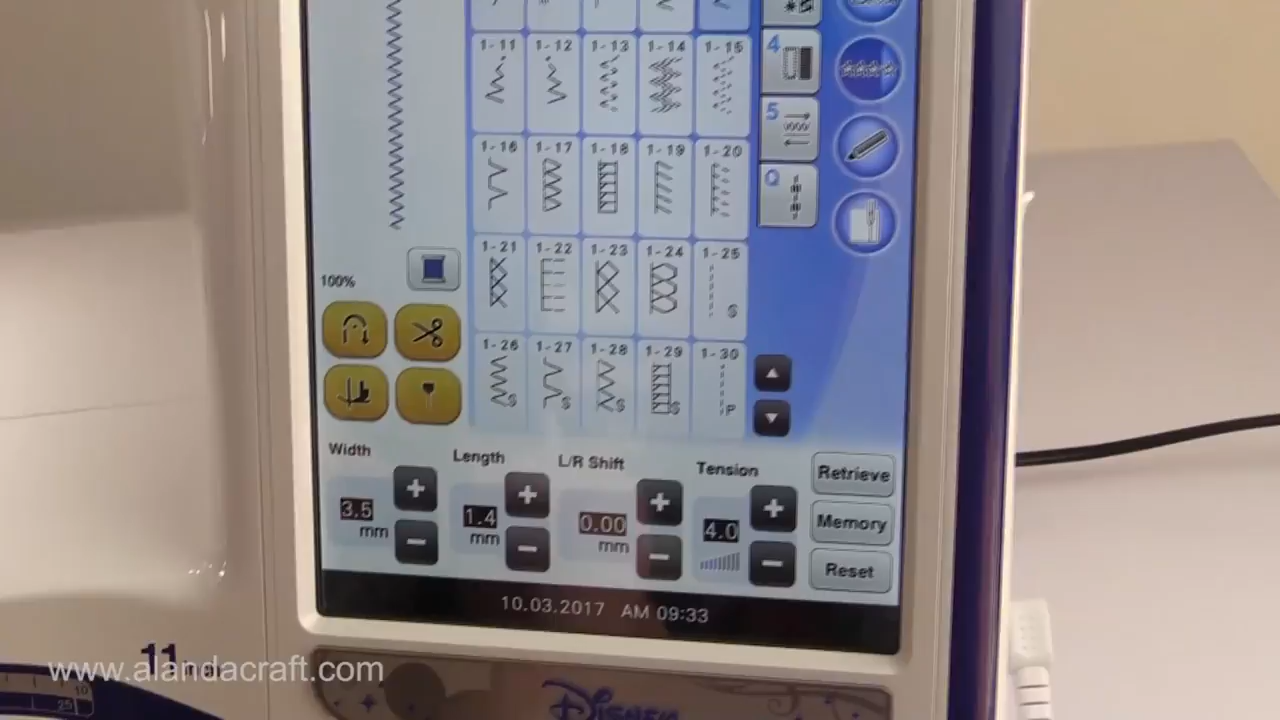 1-11 1-12 1-13 1-14 1-15
4
5
1-16 1-17 1-18 1-19 1-20
Q
1-21 1-22 1-23 1-24 1-25
S
100%
1-26 1-27 1-28 1-29 1-30
S S S S P
Width Length L/R Shift Tension
Retrieve
3.5 mm 1.4 mm 0.00 mm 4.0
Memory
Reset
10.03.2017 AM 09:33
11
www.alandacraft.com
10
25
Disney